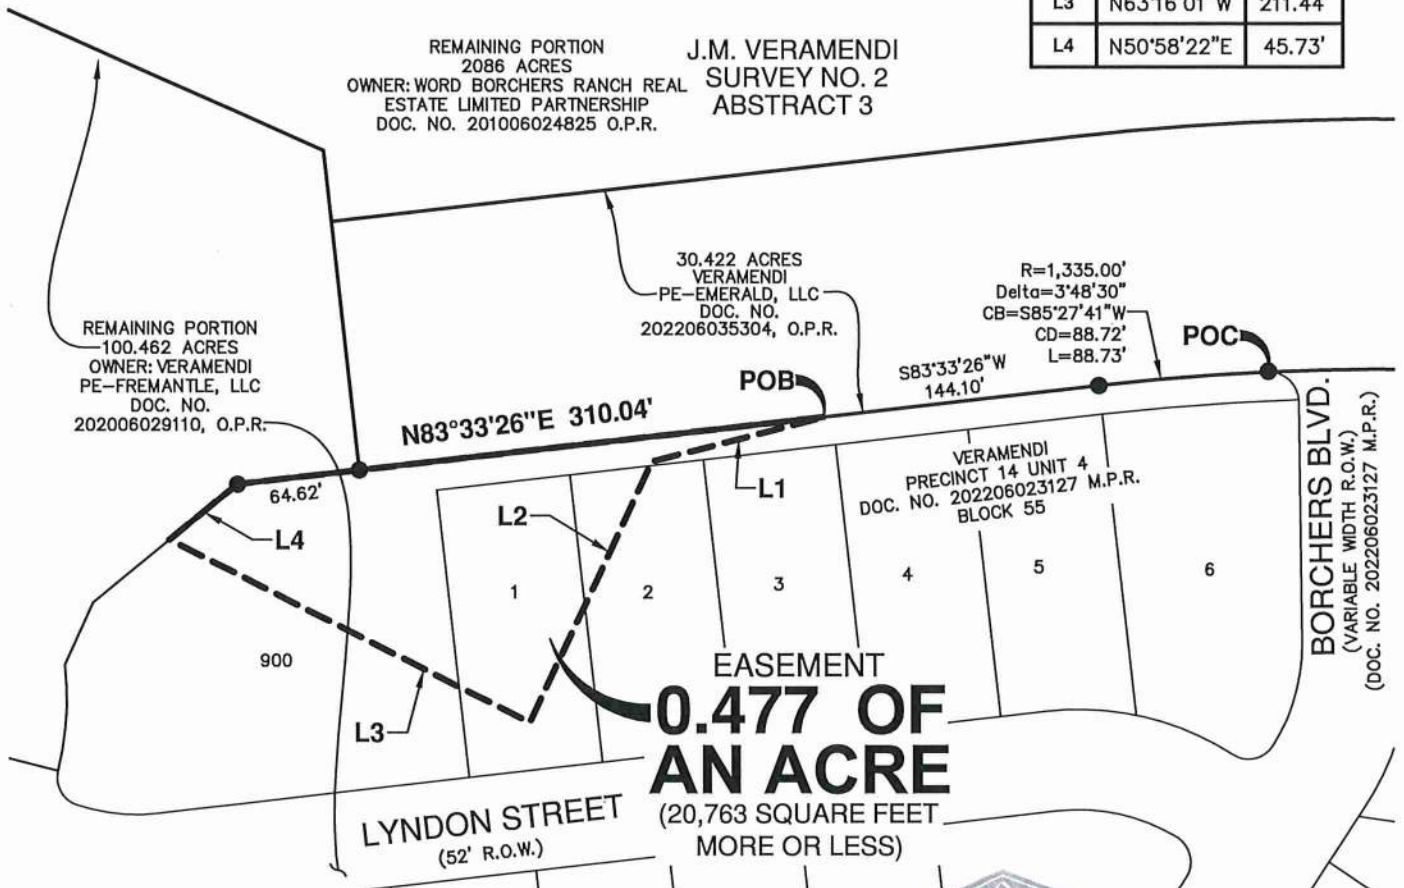 L3 N63°16'01"W 211.44'
L4 N50°58'22"E 45.73'
REMAINING PORTION
2086 ACRES
OWNER: WORD BORCHERS RANCH REAL
ESTATE LIMITED PARTNERSHIP
DOC. NO. 201006024825 O.P.R.
J.M. VERAMENDI
SURVEY NO. 2
ABSTRACT 3
30.422 ACRES
VERAMENDI
PE-EMERALD, LLC
DOC. NO.
202206035304, O.P.R.
R=1,335.00'
Delta=3°48'30"
CB=S85°27'41"W
CD=88.72'
L=88.73'
POC
REMAINING PORTION
100.462 ACRES
OWNER: VERAMENDI
PE-FREMANTLE, LLC
DOC. NO.
202006029110, O.P.R.
POB
S83°33'26"W
144.10'
N83°33'26"E 310.04'
64.62'
L1
L2
L4
L3
VERAMENDI
PRECINCT 14 UNIT 4
DOC. NO. 202206023127 M.P.R.
BLOCK 55
1
2
3
4
5
6
900
BORCHERS BLVD.
(VARIABLE WIDTH R.O.W.)
(DOC. NO. 202206023127 M.P.R.)
EASEMENT
0.477 OF
AN ACRE
(20,763 SQUARE FEET
MORE OR LESS)
LYNDON STREET
(52' R.O.W.)